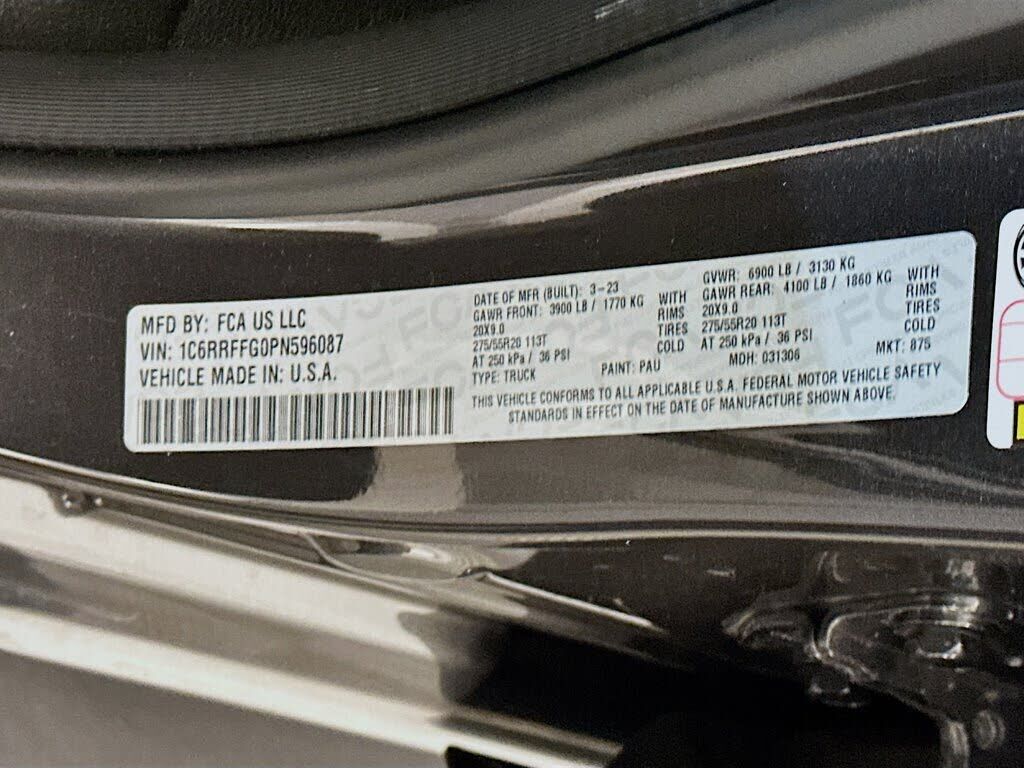 MFD BY: FCA US LLC
VIN: 1C6RRFFG0PN596087
VEHICLE MADE IN: U.S.A.
DATE OF MFR (BUILT): 3-23
GAWR FRONT: 3900 LB / 1770 KG WITH
20X9.0 RIMS
275/55R20 113T TIRES
AT 250 kPa / 36 PSI COLD
TYPE: TRUCK PAINT: PAU
GVWR: 6900 LB / 3130 KG
GAWR REAR: 4100 LB / 1860 KG WITH
20X9.0 RIMS
275/55R20 113T TIRES
AT 250 kPa / 36 PSI COLD
MDH: 031306 MKT: 875
THIS VEHICLE CONFORMS TO ALL APPLICABLE U.S.A. FEDERAL MOTOR VEHICLE SAFETY
STANDARDS IN EFFECT ON THE DATE OF MANUFACTURE SHOWN ABOVE.